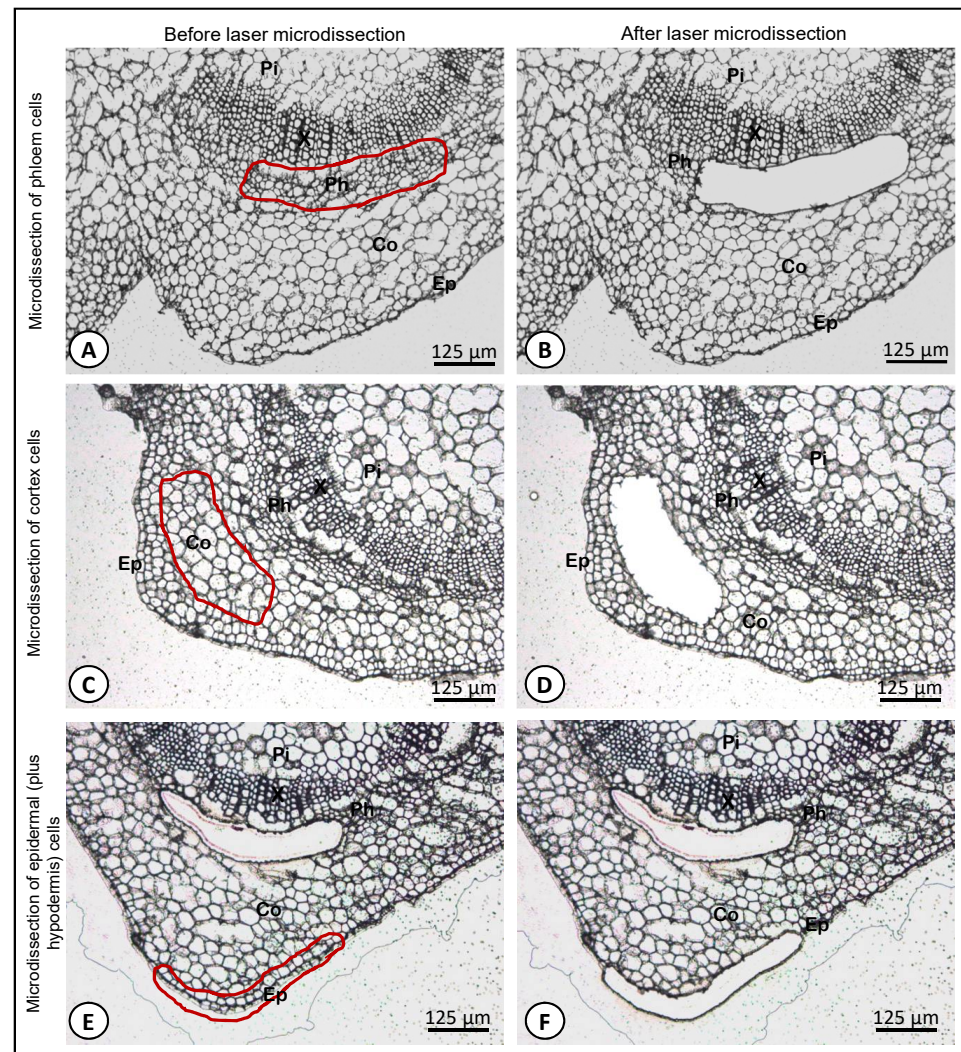 Before laser microdissection
After laser microdissection
Microdissection of phloem cells
Pi
X
Ph
Co
Ep
A
125 µm
Pi
X
Ph
Co
Ep
B
125 µm
Microdissection of cortex cells
Pi
X
Ph
Co
Ep
C
125 µm
Pi
X
Ph
Ep
Co
D
125 µm
Microdissection of epidermal (plus
hypodermis) cells
Pi
X
Ph
Co
Ep
E
125 µm
Pi
X
Ph
Co
Ep
F
125 µm